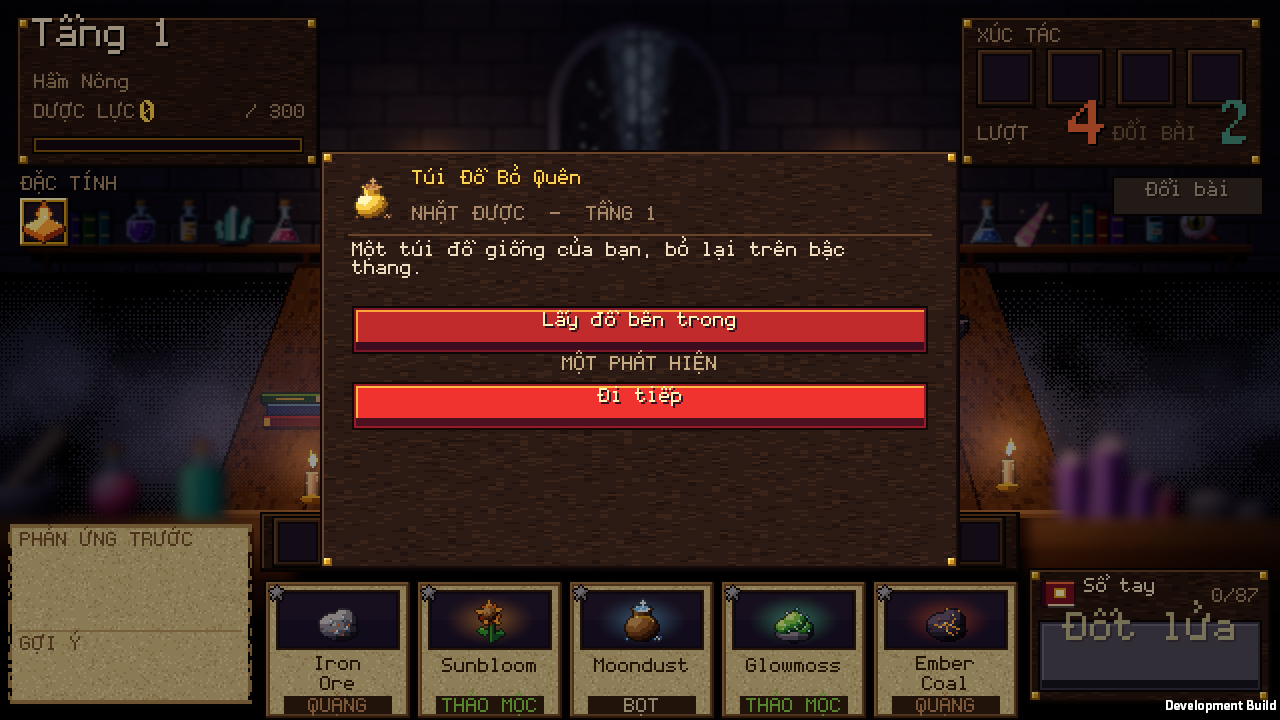 Tầng 1
Hầm Nông
DƯỢC LỰC 0 / 300
ĐẶC TÍNH
XÚC TÁC
LƯỢT 4 ĐỔI BÀI 2
Đổi bài
Túi Đồ Bỏ Quên
NHẶT ĐƯỢC – TẦNG 1
Một túi đồ giống của bạn, bỏ lại trên bậc
thang.
Lấy đồ bên trong
MỘT PHÁT HIỆN
Đi tiếp
PHẢN ỨNG TRƯỚC
GỢI Ý
Iron
Ore
QUẶNG
Sunbloom
THẢO MỘC
Moondust
BỘT
Glowmoss
THẢO MỘC
Ember
Coal
QUẶNG
Sổ tay 0/87
Đốt lửa
Development Build